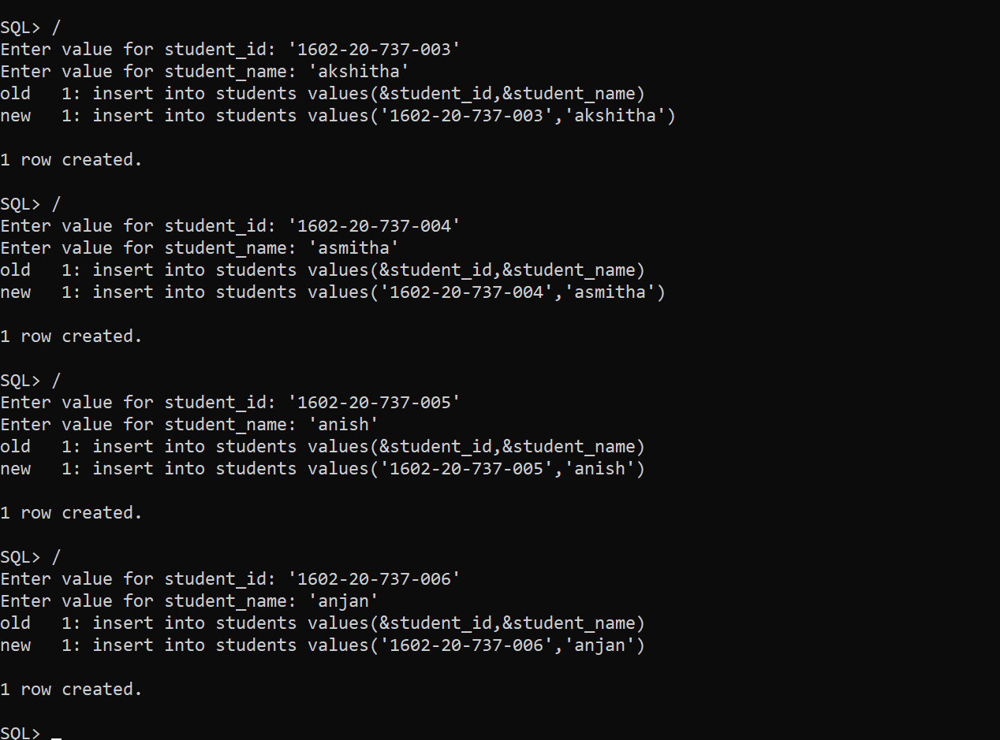 SQL> /
Enter value for student_id: '1602-20-737-003'
Enter value for student_name: 'akshitha'
old   1: insert into students values(&student_id,&student_name)
new   1: insert into students values('1602-20-737-003','akshitha')
1 row created.
SQL> /
Enter value for student_id: '1602-20-737-004'
Enter value for student_name: 'asmitha'
old   1: insert into students values(&student_id,&student_name)
new   1: insert into students values('1602-20-737-004','asmitha')
1 row created.
SQL> /
Enter value for student_id: '1602-20-737-005'
Enter value for student_name: 'anish'
old   1: insert into students values(&student_id,&student_name)
new   1: insert into students values('1602-20-737-005','anish')
1 row created.
SQL> /
Enter value for student_id: '1602-20-737-006'
Enter value for student_name: 'anjan'
old   1: insert into students values(&student_id,&student_name)
new   1: insert into students values('1602-20-737-006','anjan')
1 row created.
SQL> _